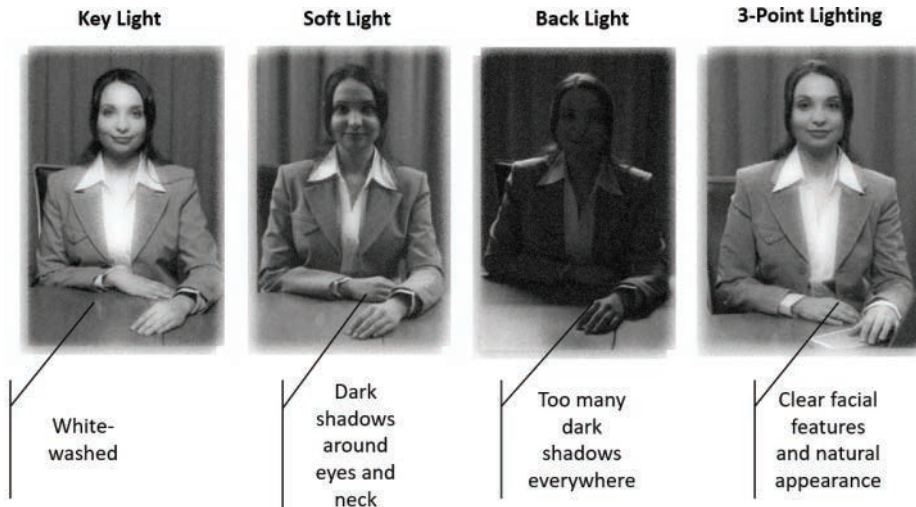 Key Light
Soft Light
Back Light
3-Point Lighting
White-
washed
Dark
shadows
around
eyes and
neck
Too many
dark
shadows
everywhere
Clear facial
features
and natural
appearance